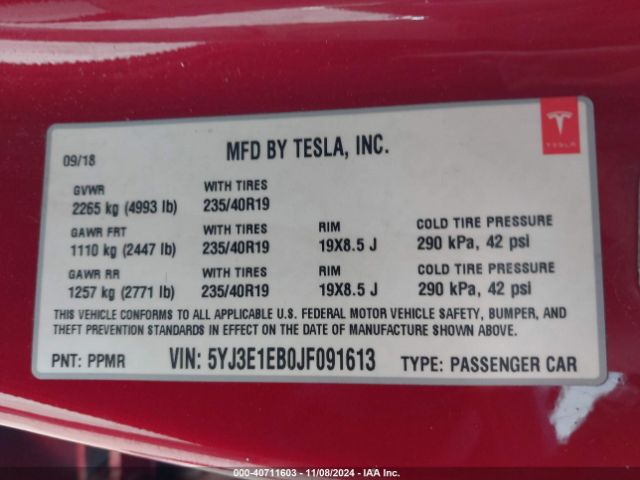 09/18
MFD BY TESLA, INC.
TESLA
GVWR WITH TIRES
2265 kg (4993 lb) 235/40R19
GAWR FRT WITH TIRES RIM COLD TIRE PRESSURE
1110 kg (2447 lb) 235/40R19 19X8.5 J 290 kPa, 42 psi
GAWR RR WITH TIRES RIM COLD TIRE PRESSURE
1257 kg (2771 lb) 235/40R19 19X8.5 J 290 kPa, 42 psi
THIS VEHICLE CONFORMS TO ALL APPLICABLE U.S. FEDERAL MOTOR VEHICLE SAFETY, BUMPER, AND
THEFT PREVENTION STANDARDS IN EFFECT ON THE DATE OF MANUFACTURE SHOWN ABOVE.
PNT: PPMR VIN: 5YJ3E1EB0JF091613 TYPE: PASSENGER CAR
000-40711603 - 11/08/2024 - IAA Inc.